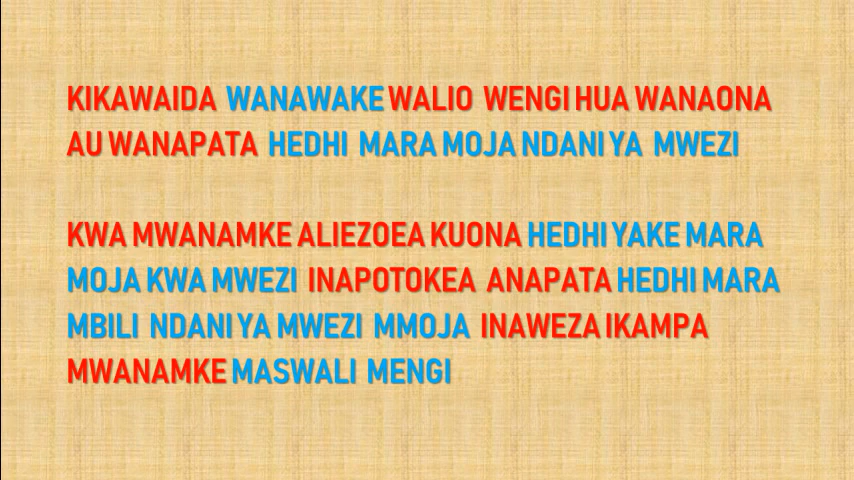 KIKAWAIDA WANAWAKE WALIO WENGI HUA WANAONA
AU WANAPATA HEDHI MARA MOJA NDANI YA MWEZI
KWA MWANAMKE ALIEZOEA KUONA HEDHI YAKE MARA
MOJA KWA MWEZI INAPOTOKEA ANAPATA HEDHI MARA
MBILI NDANI YA MWEZI MMOJA INAWEZA IKAMPA
MWANAMKE MASWALI MENGI